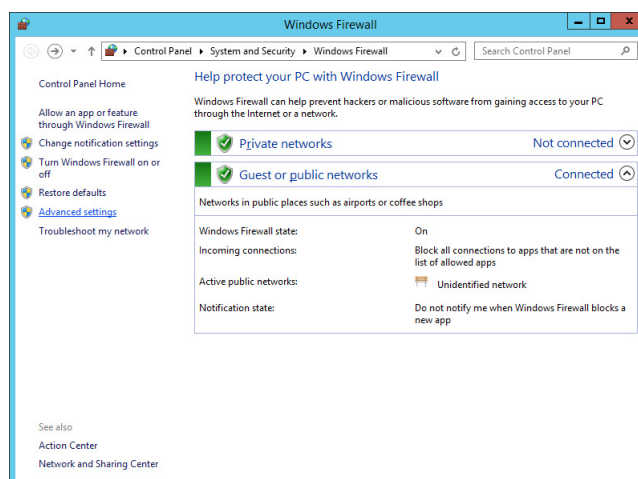 Windows Firewall
Control Panel
System and Security
Windows Firewall
Search Control Panel
Control Panel Home
Allow an app or feature
through Windows Firewall
Change notification settings
Turn Windows Firewall on or
off
Restore defaults
Advanced settings
Troubleshoot my network
See also
Action Center
Network and Sharing Center
Help protect your PC with Windows Firewall
Windows Firewall can help prevent hackers or malicious software from gaining access to your PC
through the Internet or a network.
Private networks
Not connected
Guest or public networks
Connected
Networks in public places such as airports or coffee shops
Windows Firewall state:
On
Incoming connections:
Block all connections to apps that are not on the
list of allowed apps
Active public networks:
Unidentified network
Notification state:
Do not notify me when Windows Firewall blocks a
new app